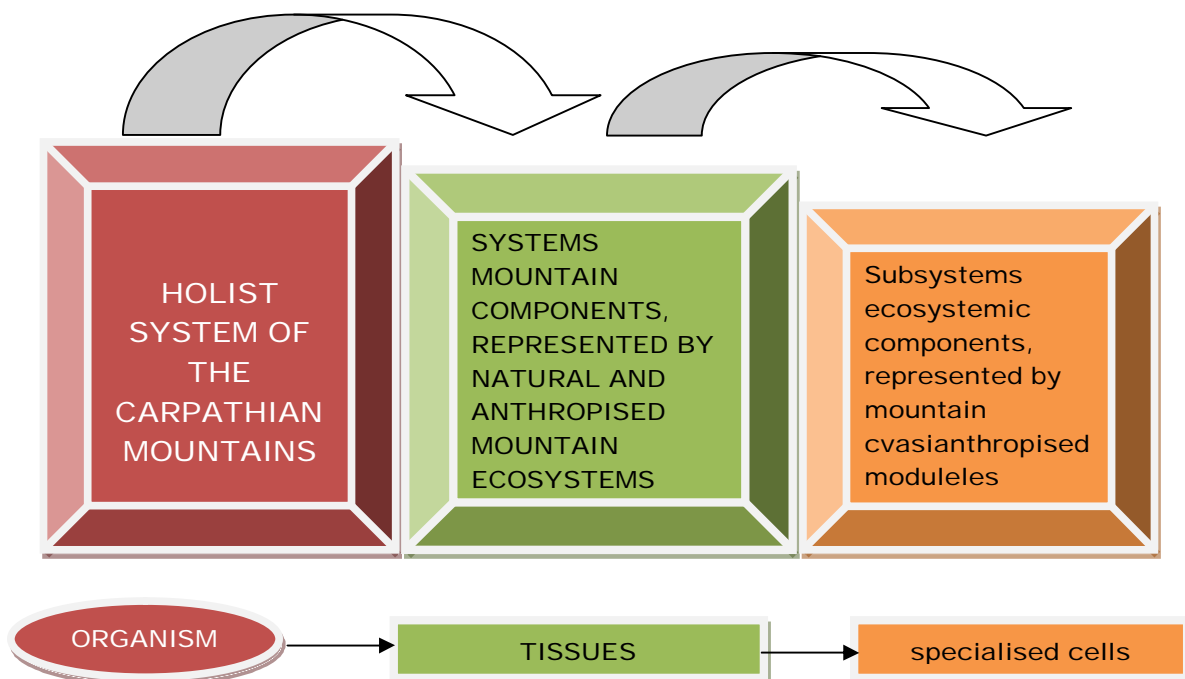 HOLIST
SYSTEM OF
THE
CARPATHIAN
MOUNTAINS
SYSTEMS
MOUNTAIN
COMPONENTS,
REPRESENTED BY
NATURAL AND
ANTHROPISED
MOUNTAIN
ECOSYSTEMS
Subsystems
ecosystemic
components,
represented by
mountain
cvasianthropised
moduleles
ORGANISM
TISSUES
specialised cells